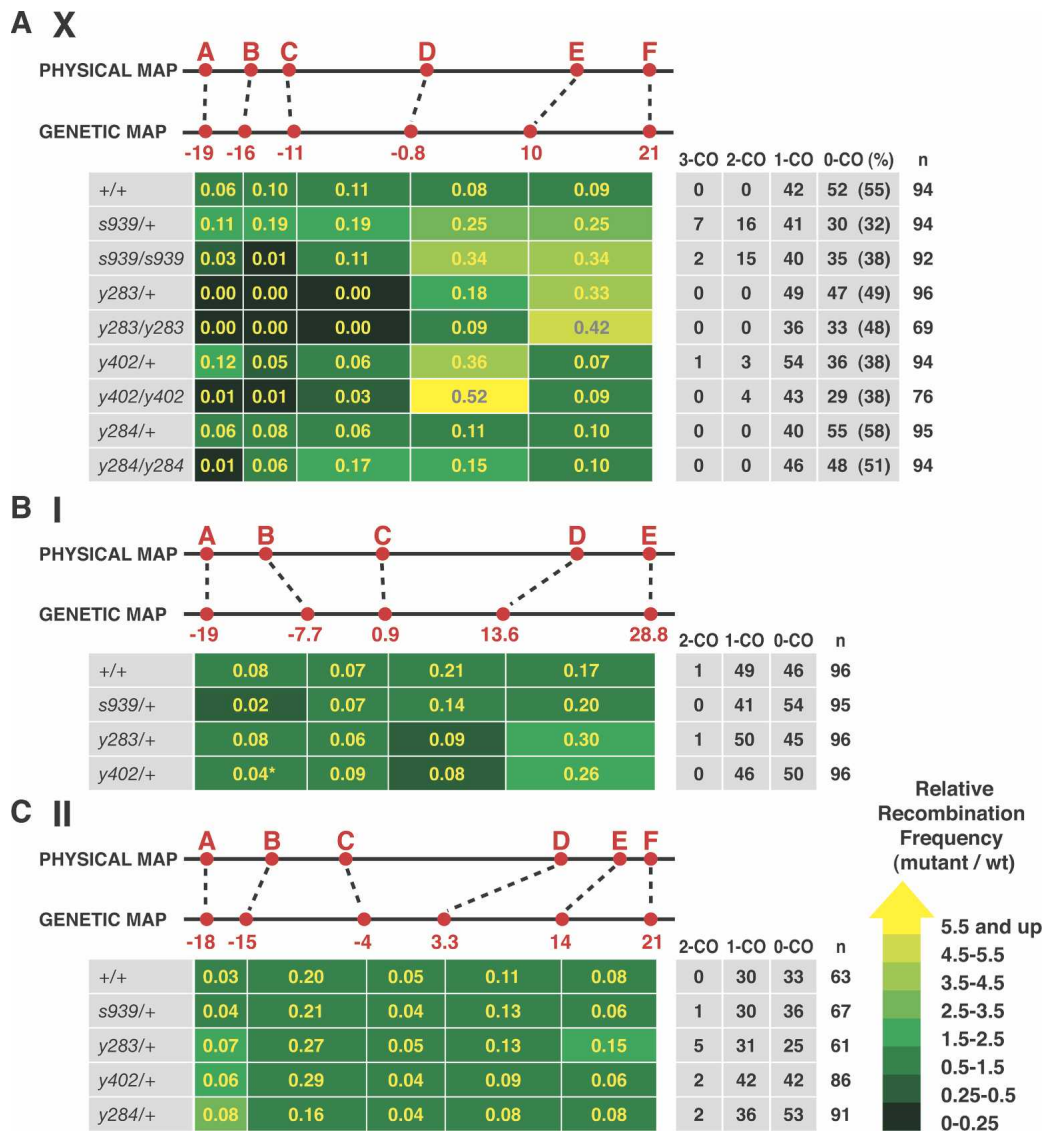 A X
A B C D E F
PHYSICAL MAP
GENETIC MAP
-19 -16 -11 -0.8 10 21
3-CO 2-CO 1-CO 0-CO (%) n
+/+ 0.06 0.10 0.11 0.08 0.09 0 0 42 52 (55) 94
s939/+ 0.11 0.19 0.19 0.25 0.25 7 16 41 30 (32) 94
s939/s939 0.03 0.01 0.11 0.34 0.34 2 15 40 35 (38) 92
y283/+ 0.00 0.00 0.00 0.18 0.33 0 0 49 47 (49) 96
y283/y283 0.00 0.00 0.00 0.09 0.42 0 0 36 33 (48) 69
y402/+ 0.12 0.05 0.06 0.36 0.07 1 3 54 36 (38) 94
y402/y402 0.01 0.01 0.03 0.52 0.09 0 4 43 29 (38) 76
y284/+ 0.06 0.08 0.06 0.11 0.10 0 0 40 55 (58) 95
y284/y284 0.01 0.06 0.17 0.15 0.10 0 0 46 48 (51) 94
B I
A B C D E
PHYSICAL MAP
GENETIC MAP
-19 -7.7 0.9 13.6 28.8
2-CO 1-CO 0-CO n
+/+ 0.08 0.07 0.21 0.17 1 49 46 96
s939/+ 0.02 0.07 0.14 0.20 0 41 54 95
y283/+ 0.08 0.06 0.09 0.30 1 50 45 96
y402/+ 0.04* 0.09 0.08 0.26 0 46 50 96
C II
A B C D E F
PHYSICAL MAP
GENETIC MAP
-18 -15 -4 3.3 14 21
2-CO 1-CO 0-CO n
+/+ 0.03 0.20 0.05 0.11 0.08 0 30 33 63
s939/+ 0.04 0.21 0.04 0.13 0.06 1 30 36 67
y283/+ 0.07 0.27 0.05 0.13 0.15 5 31 25 61
y402/+ 0.06 0.29 0.04 0.09 0.06 2 42 42 86
y284/+ 0.08 0.16 0.04 0.08 0.08 2 36 53 91
Relative
Recombination
Frequency
(mutant / wt)
5.5 and up
4.5-5.5
3.5-4.5
2.5-3.5
1.5-2.5
0.5-1.5
0.25-0.5
0-0.25